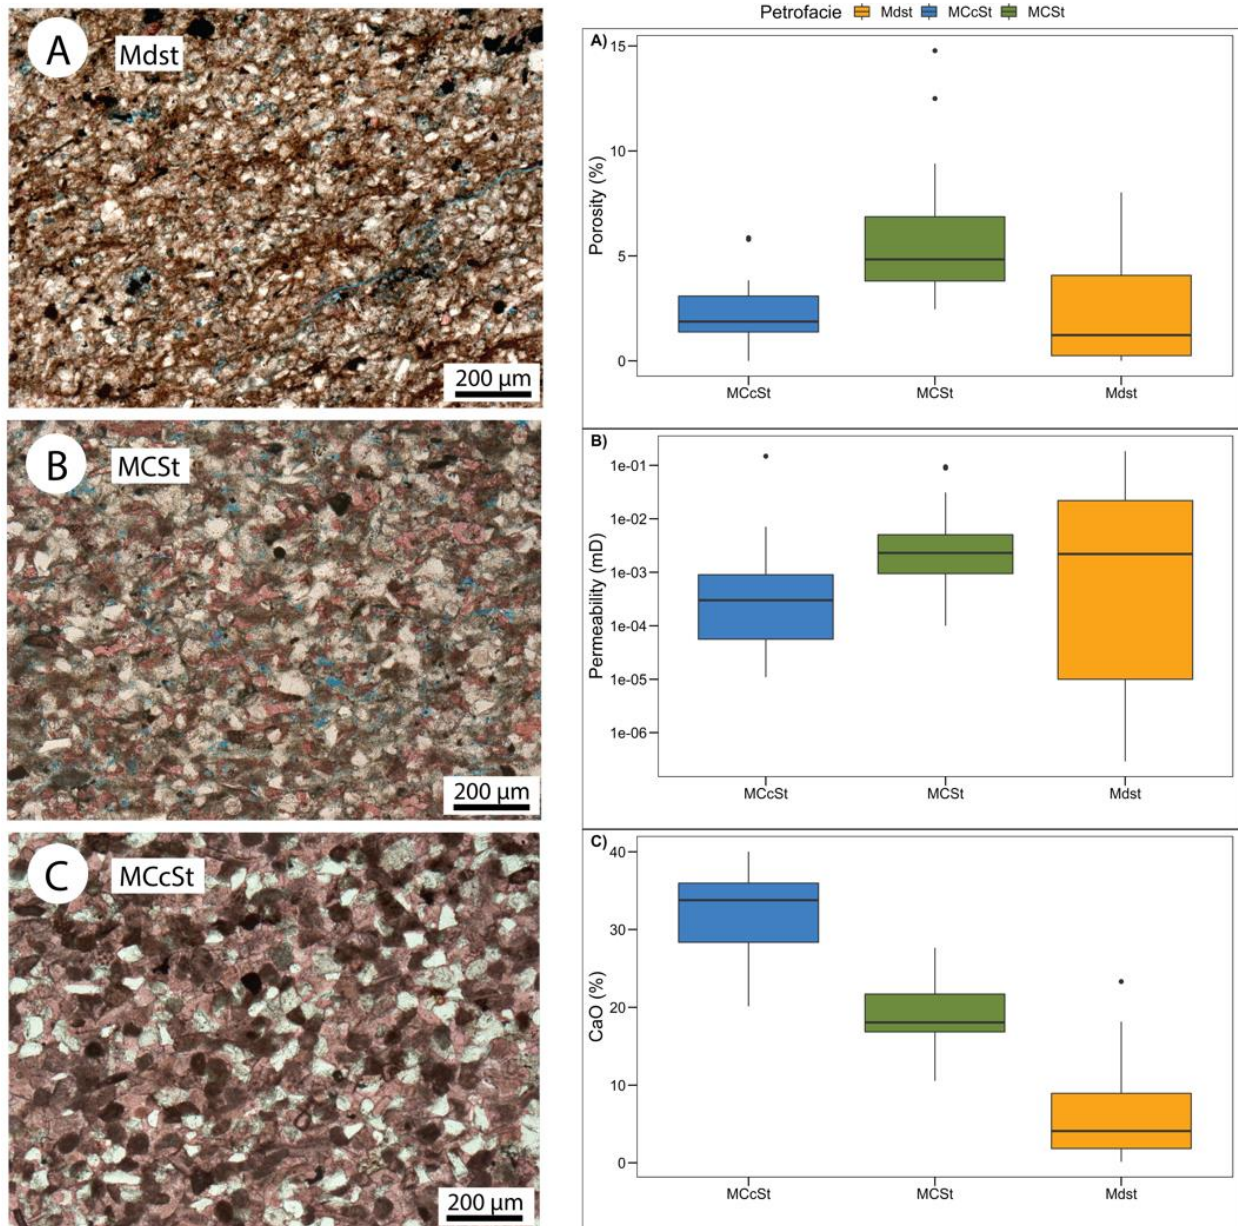 A
Mdst
200 µm
B
MCSt
200 µm
C
MCcSt
200 µm
Petrofacie Mdst MCcSt MCSt
A)
Porosity (%)
15
10
5
0
MCcSt MCSt Mdst
B)
Permeability (mD)
1e-01
1e-02
1e-03
1e-04
1e-05
1e-06
MCcSt MCSt Mdst
C)
CaO (%)
40
30
20
10
0
MCcSt MCSt Mdst